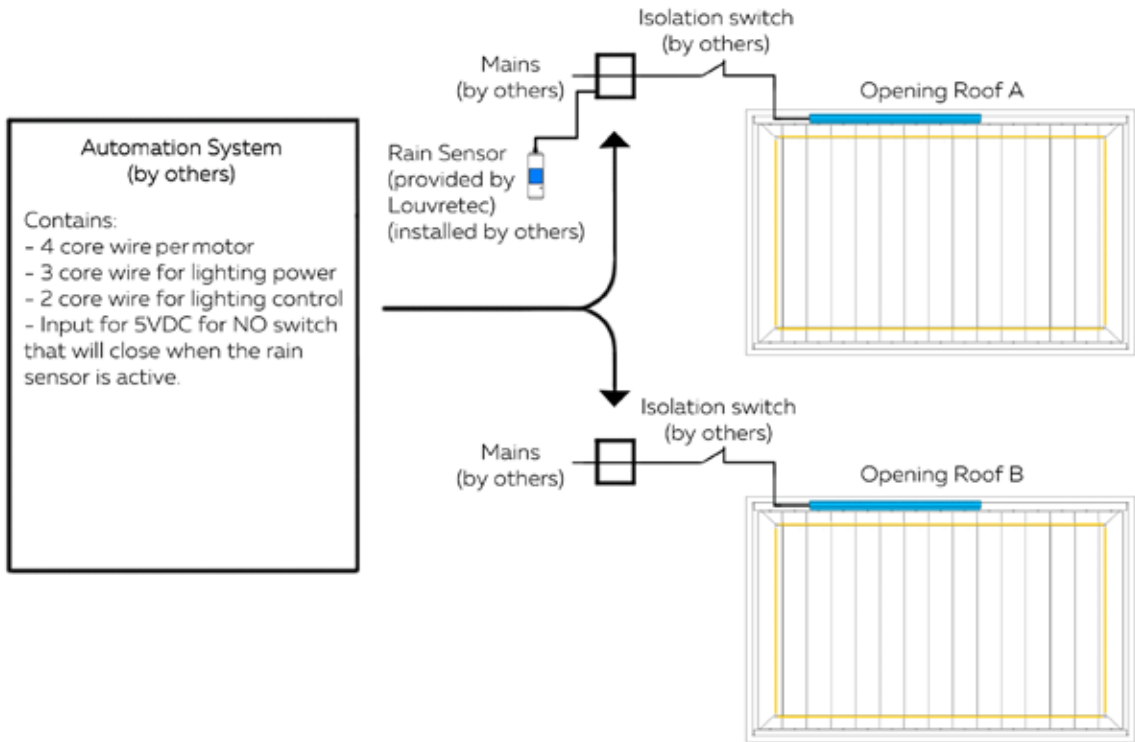 Automation System
(by others)
Contains:
- 4 core wire per motor
- 3 core wire for lighting power
- 2 core wire for lighting control
- Input for 5VDC for NO switch
that will close when the rain
sensor is active.
Isolation switch
(by others)
Mains
(by others)
Rain Sensor
(provided by
Louvretec)
(installed by others)
Opening Roof A
Isolation switch
(by others)
Mains
(by others)
Opening Roof B